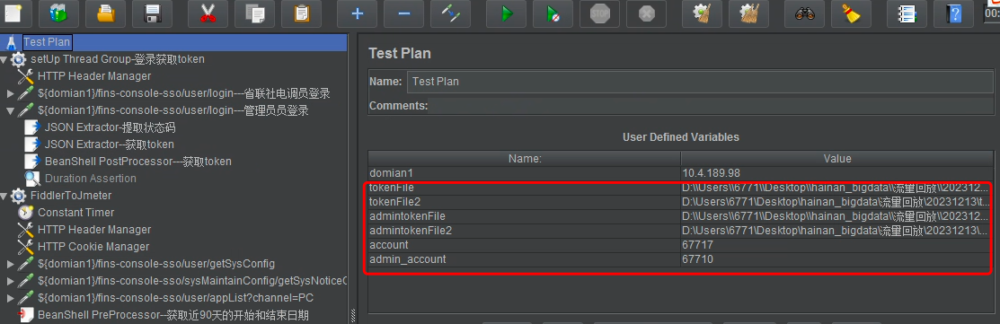 STOP
00:
Test Plan
setUp Thread Group-登录获取token
HTTP Header Manager
${domian1}/fins-console-sso/user/login---省联社电调员登录
${domian1}/fins-console-sso/user/login---管理员员登录
JSON Extractor-提取状态码
JSON Extractor--获取token
BeanShell PostProcessor---获取token
Duration Assertion
FiddlerToJmeter
Constant Timer
HTTP Header Manager
HTTP Cookie Manager
${domian1}/fins-console-sso/user/getSysConfig
${domian1}/fins-console-sso/sysMaintainConfig/getSysNoticeC
${domian1}/fins-console-sso/user/appList?channel=PC
BeanShell PreProcessor--获取近90天的开始和结束日期
Test Plan
Name: Test Plan
Comments:
User Defined Variables
Name: Value
domian1 10.4.189.98
tokenFile D:\\Users\\6771\\Desktop\\hainan_bigdata\\流量回放\\202312...
tokenFile2 D:\Users\6771\Desktop\hainan_bigdata\流量回放\20231213\t...
admintokenFile D:\\Users\\6771\\Desktop\\hainan_bigdata\\流量回放\\202312...
admintokenFile2 D:\Users\6771\Desktop\hainan_bigdata\流量回放\20231213\...
account 67717
admin_account 67710